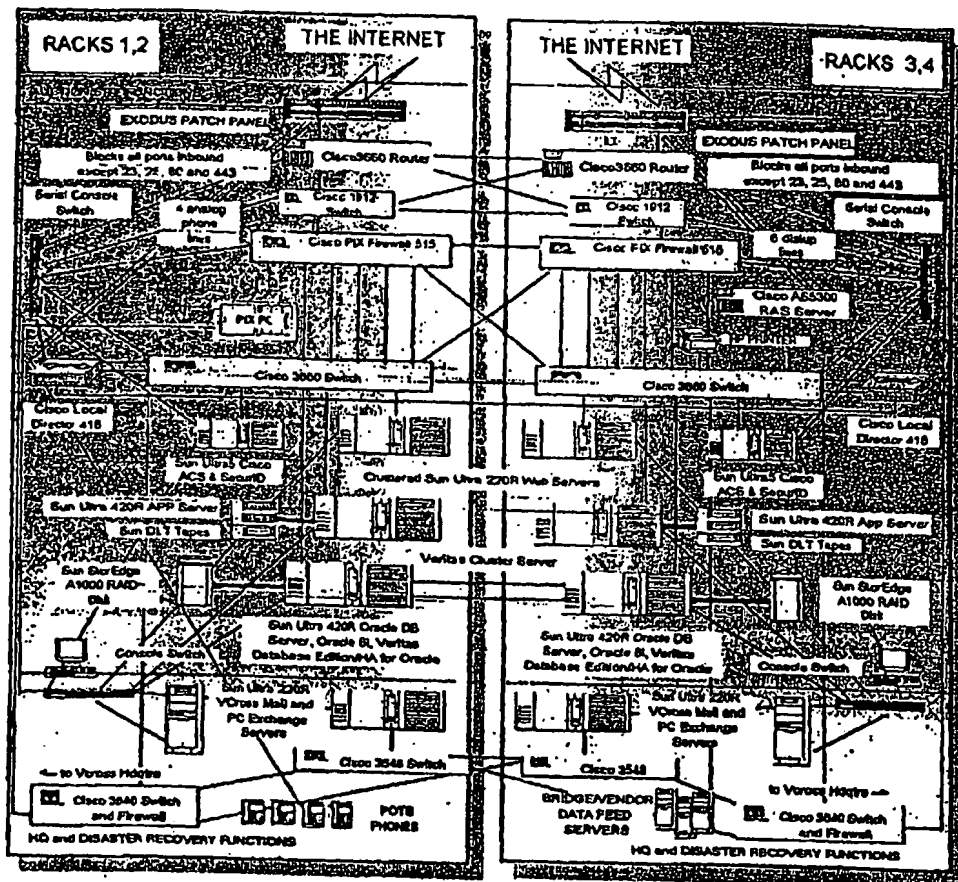 RACKS 1,2
THE INTERNET
EXODUS PATCH PANEL
Blocks all ports inbound
except 23, 25, 80 and 443
Cisco3660 Router
Serial Console
Switch
4 analog
phone
lines
Cisco 1912
Switch
Cisco PIX Firewall 515
PIX PC
Cisco 3060 Switch
Cisco Local
Director 416
Sun Ultra5 Cisco
ACS & SecurID
Clustered Sun Ultra 220R Web Servers
Sun Ultra 420R APP Server
Sun DLT Tapes
Veritas Cluster Server
Sun StorEdge
A1000 RAID
Disk
Sun Ultra 420R Oracle DB
Server, Oracle 8i, Veritas
Database Edition/HA for Oracle
Console Switch
Sun Ultra 220R
VCross Mail and
PC Exchange
Servers
Cisco 3548 Switch
to Vcross Hdqtrs
Cisco 3640 Switch
and Firewall
POTS
PHONES
HQ and DISASTER RECOVERY FUNCTIONS
THE INTERNET
RACKS 3,4
EXODUS PATCH PANEL
Cisco3660 Router
Blocks all ports inbound
except 23, 25, 80 and 443
Serial Console
Switch
Cisco 1912
Switch
Cisco PIX Firewall 515
6 dialup
lines
Cisco AS5300
RAS Server
HP PRINTER
Cisco 3060 Switch
Cisco Local
Director 416
Sun Ultra5 Cisco
ACS & SecurID
Sun Ultra 420R App Server
Sun DLT Tapes
Sun StorEdge
A1000 RAID
Disk
Sun Ultra 420R Oracle DB
Server, Oracle 8i, Veritas
Database Edition/HA for Oracle
Console Switch
Sun Ultra 220R
VCross Mail and
PC Exchange
Servers
Cisco 3548
to Vcross Hdqtrs
BRIDGE/VENDOR
DATA FEED
SERVERS
Cisco 3640 Switch
and Firewall
HQ and DISASTER RECOVERY FUNCTIONS